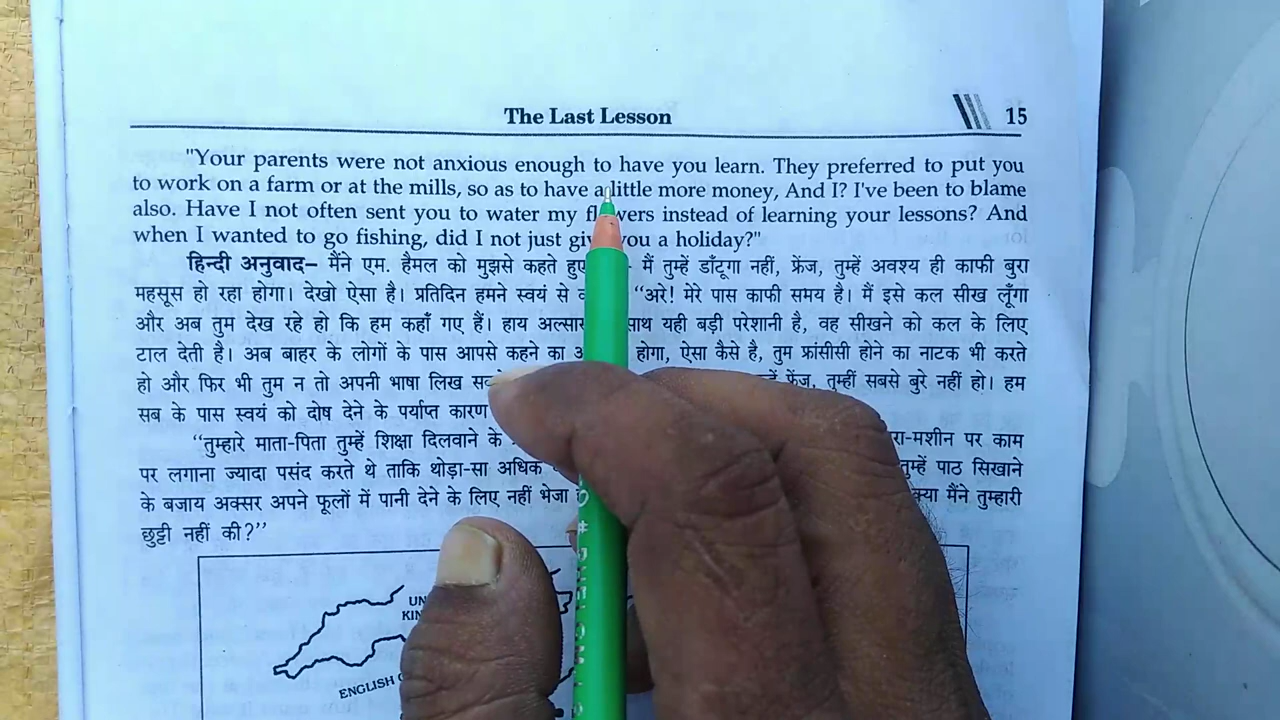 The Last Lesson 15
"Your parents were not anxious enough to have you learn. They preferred to put you
to work on a farm or at the mills, so as to have a little more money, And I? I've been to blame
also. Have I not often sent you to water my flowers instead of learning your lessons? And
when I wanted to go fishing, did I not just give you a holiday?"
हिन्दी अनुवाद– मैंने एम. हैमल को मुझसे कहते हुए मैं तुम्हें डाँटूगा नहीं, फ्रेंज, तुम्हें अवश्य ही काफी बुरा
महसूस हो रहा होगा। देखो ऐसा है। प्रतिदिन हमने स्वयं से “अरे! मेरे पास काफी समय है। मैं इसे कल सीख लूँगा
और अब तुम देख रहे हो कि हम कहाँ गए हैं। हाय साथ यही बड़ी परेशानी है, वह सीखने को कल के लिए
टाल देती है। अब बाहर के लोगों के पास आपसे कहने का होगा, ऐसा कैसे है, तुम फ्रांसीसी होने का नाटक भी करते
हो और फिर भी तुम न तो अपनी भाषा लिख फ्रेंज, तुम्हीं सबसे बुरे नहीं हो। हम
सब के पास स्वयं को दोष देने के पर्याप्त कारण
“तुम्हारे माता-पिता तुम्हें शिक्षा दिलवाने के रा-मशीन पर काम
पर लगाना ज्यादा पसंद करते थे ताकि थोड़ा-सा अधिक तुम्हें पाठ सिखाने
के बजाय अक्सर अपने फूलों में पानी देने के लिए नहीं भेजा क्या मैंने तुम्हारी
छुट्टी नहीं की?”
ENGLISH